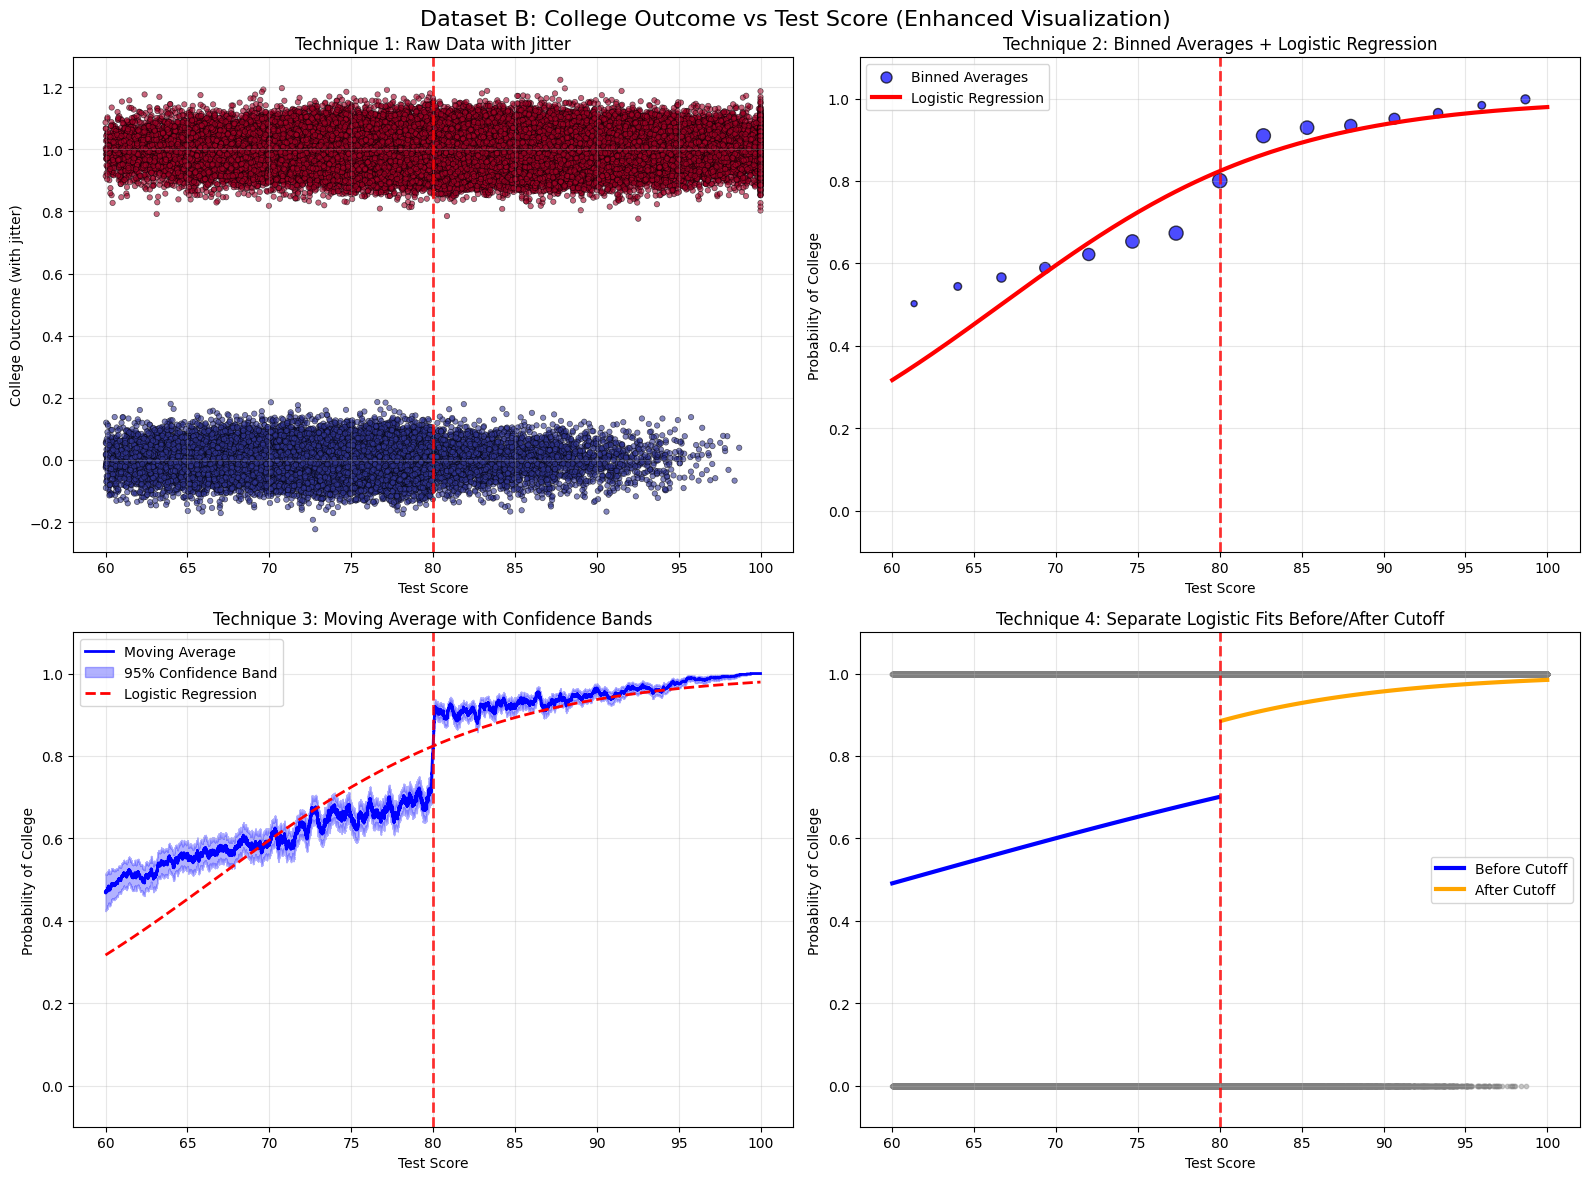 Dataset B: College Outcome vs Test Score (Enhanced Visualization)
Technique 1: Raw Data with Jitter
College Outcome (with jitter)
1.2
1.0
0.8
0.6
0.4
0.2
0.0
−0.2
60 65 70 75 80 85 90 95 100
Test Score
Technique 2: Binned Averages + Logistic Regression
Binned Averages
Logistic Regression
Probability of College
1.0
0.8
0.6
0.4
0.2
0.0
60 65 70 75 80 85 90 95 100
Test Score
Technique 3: Moving Average with Confidence Bands
Moving Average
95% Confidence Band
Logistic Regression
Probability of College
1.0
0.8
0.6
0.4
0.2
0.0
60 65 70 75 80 85 90 95 100
Test Score
Technique 4: Separate Logistic Fits Before/After Cutoff
Probability of College
1.0
0.8
0.6
0.4
0.2
0.0
Before Cutoff
After Cutoff
60 65 70 75 80 85 90 95 100
Test Score